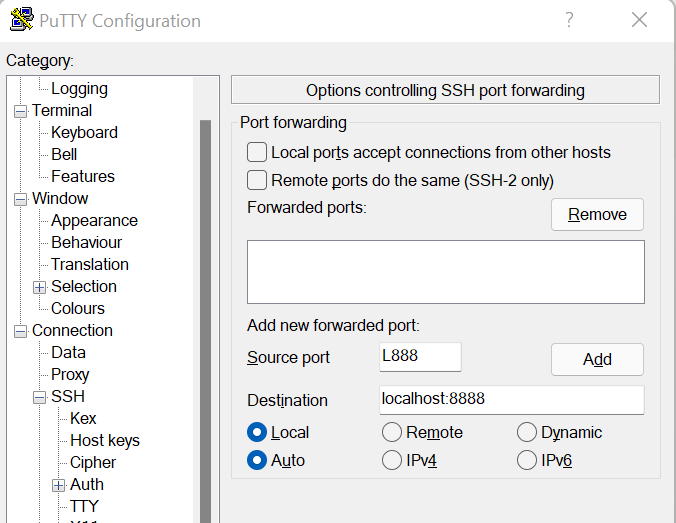 PuTTY Configuration ?
Category:
Logging
Terminal
Keyboard
Bell
Features
Window
Appearance
Behaviour
Translation
Selection
Colours
Connection
Data
Proxy
SSH
Kex
Host keys
Cipher
Auth
TTY
Options controlling SSH port forwarding
Port forwarding
Local ports accept connections from other hosts
Remote ports do the same (SSH-2 only)
Forwarded ports:
Remove
Add new forwarded port:
Source port L888 Add
Destination localhost:8888
Local Remote Dynamic
Auto IPv4 IPv6